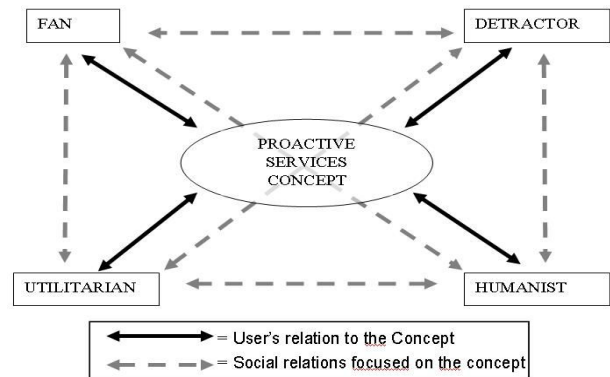 FAN
DETRACTOR
PROACTIVE
SERVICES
CONCEPT
UTILITARIAN
HUMANIST
= User's relation to the Concept
= Social relations focused on the concept